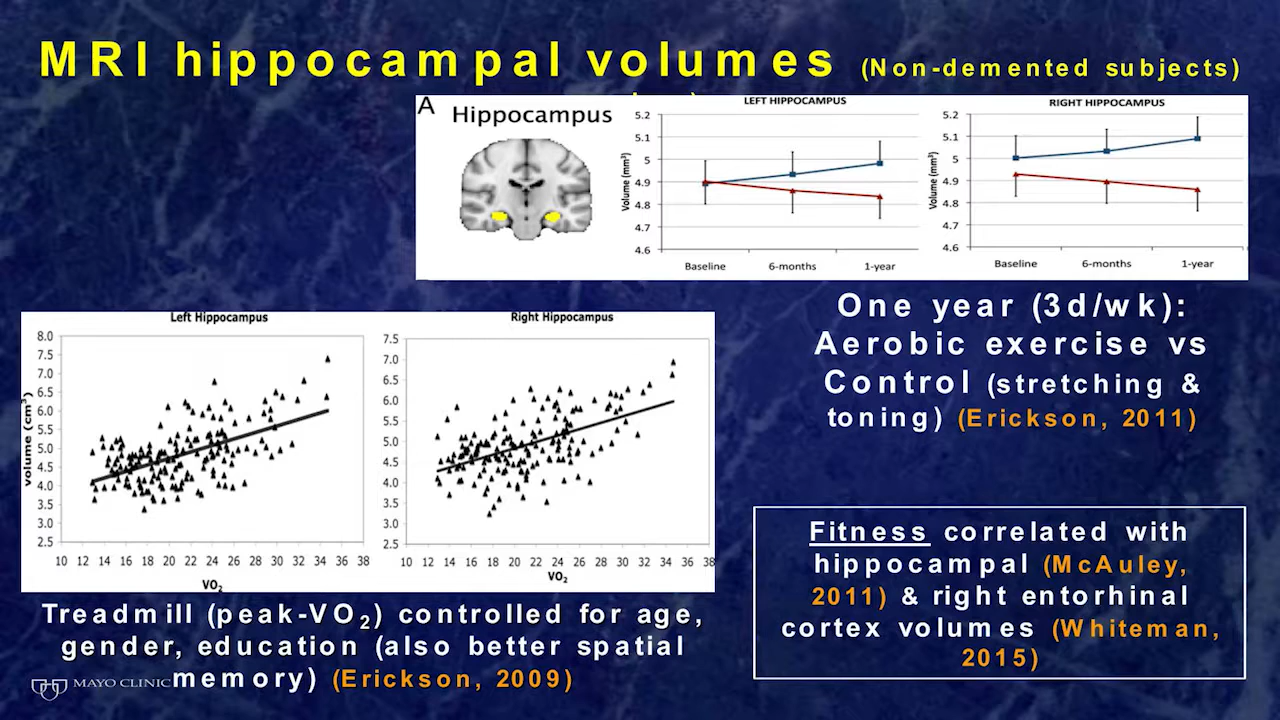 MRI hippocampal volumes (Non-demented subjects)
A
Hippocampus
LEFT HIPPOCAMPUS
Volume (mm³)
5.2
5.1
5
4.9
4.8
4.7
4.6
Baseline 6-months 1-year
RIGHT HIPPOCAMPUS
Volume (mm³)
5.2
5.1
5
4.9
4.8
4.7
4.6
Baseline 6-months 1-year
One year (3d/wk):
Aerobic exercise vs
Control (stretching &
toning) (Erickson, 2011)
Left Hippocampus
volume (cm³)
8.0
7.5
7.0
6.5
6.0
5.5
5.0
4.5
4.0
3.5
3.0
2.5
10 12 14 16 18 20 22 24 26 28 30 32 34 36 38
VO₂
Right Hippocampus
7.5
7.0
6.5
6.0
5.5
5.0
4.5
4.0
3.5
3.0
2.5
10 12 14 16 18 20 22 24 26 28 30 32 34 36 38
VO₂
Treadmill (peak-VO₂) controlled for age,
gender, education (also better spatial
memory) (Erickson, 2009)
Fitness correlated with
hippocampal (McAuley,
2011) & right entorhinal
cortex volumes (Whiteman,
2015)
MAYO CLINIC